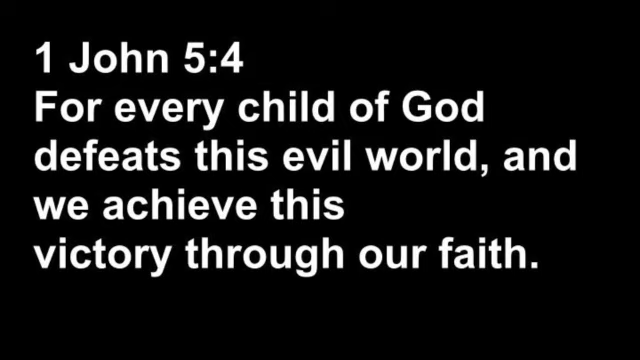 1 John 5:4
For every child of God
defeats this evil world, and
we achieve this
victory through our faith.